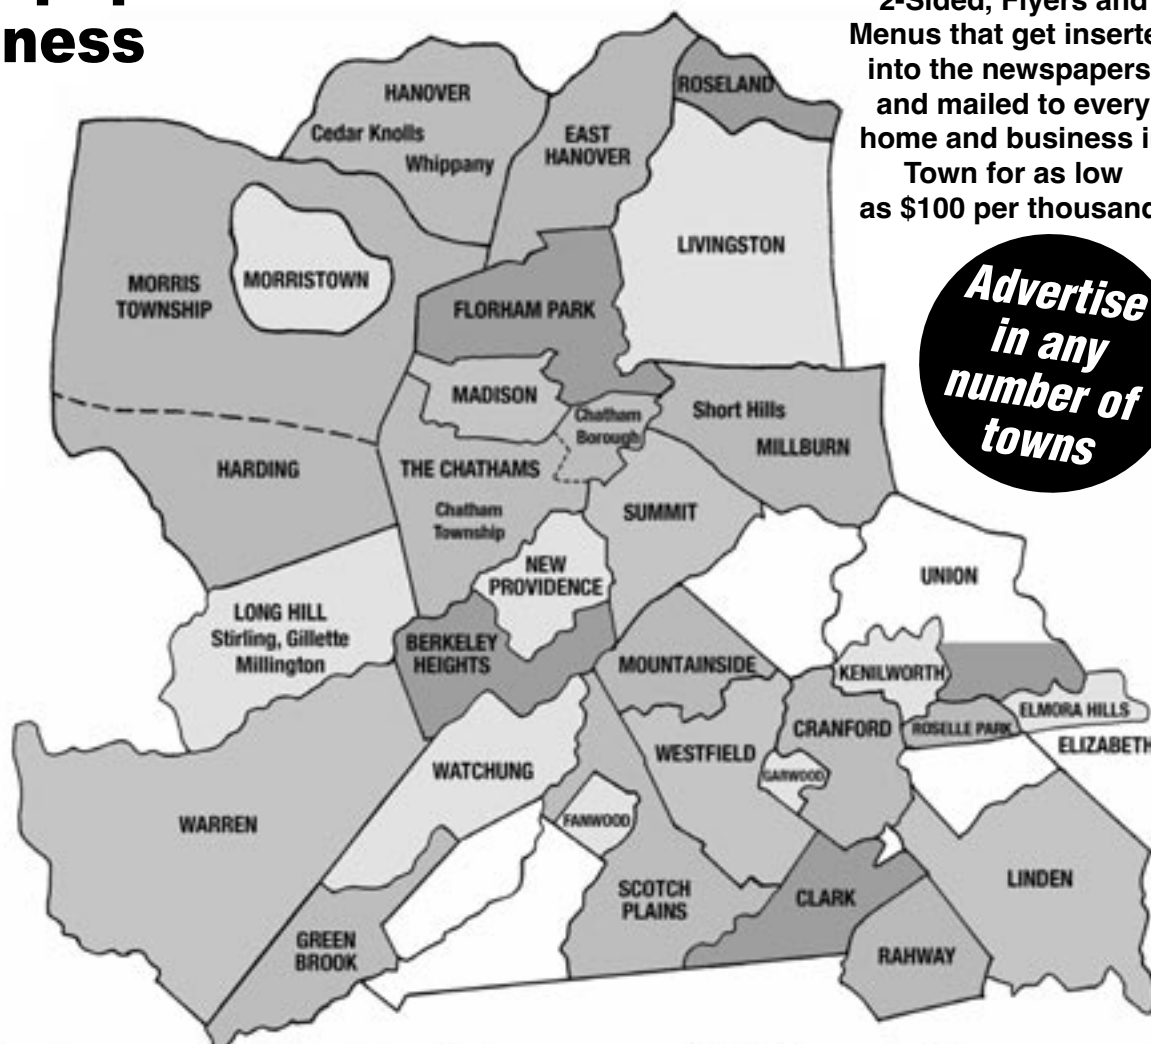 ness
2-Sided, Flyers and
Menus that get inserte
into the newspapers
and mailed to every
home and business i
Town for as low
as $100 per thousand
Advertise
in any
number of
towns
HANOVER
Cedar Knolls
Whippany
EAST
HANOVER
ROSELAND
LIVINGSTON
MORRIS
TOWNSHIP
MORRISTOWN
FLORHAM PARK
MADISON
Chatham
Borough
Short Hills
MILLBURN
HARDING
THE CHATHAMS
Chatham
Township
SUMMIT
NEW
PROVIDENCE
UNION
LONG HILL
Stirling, Gillette
Millington
BERKELEY
HEIGHTS
MOUNTAINSIDE
KENILWORTH
ELMORA HILLS
ROSELLE PARK
ELIZABETH
CRANFORD
WESTFIELD
GARWOOD
WATCHUNG
WARREN
FANWOOD
SCOTCH
PLAINS
CLARK
LINDEN
GREEN
BROOK
RAHWAY